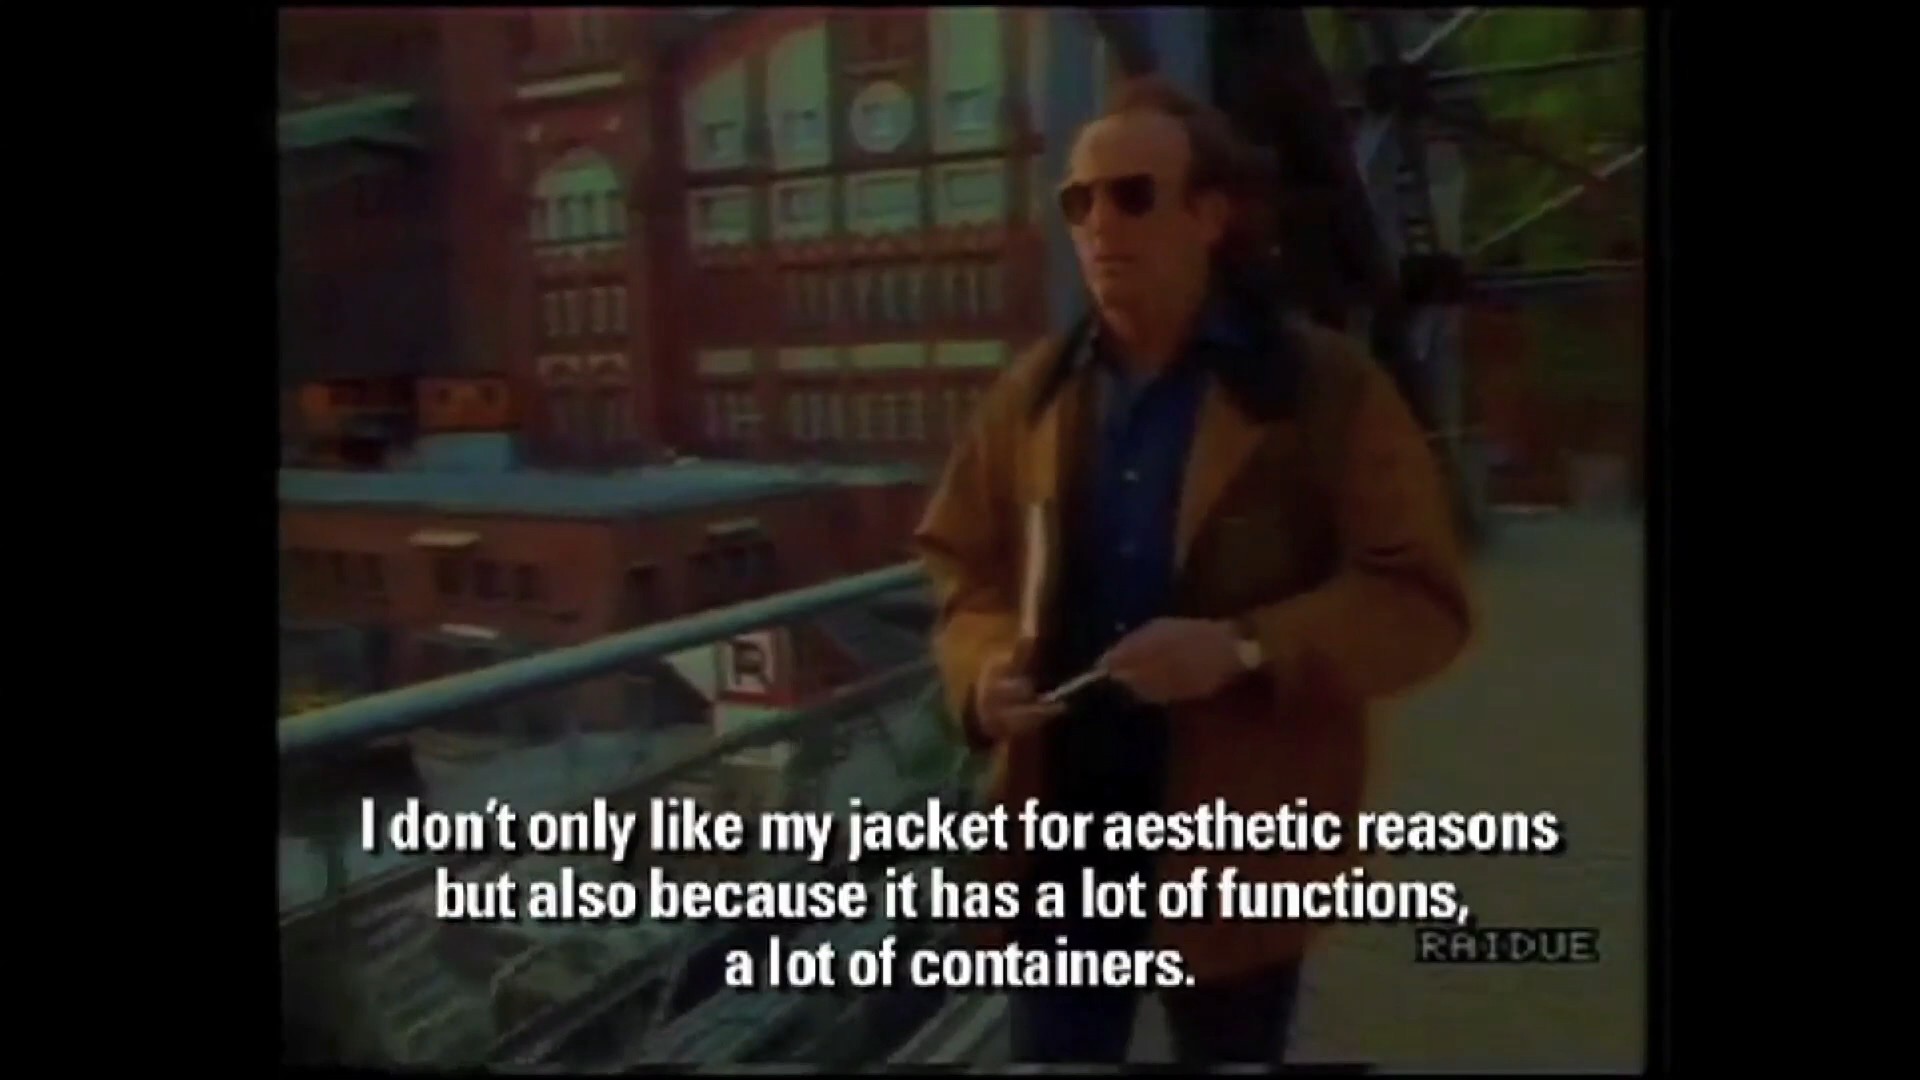 R
I don't only like my jacket for aesthetic reasons
but also because it has a lot of functions,
a lot of containers.
RAIDUE